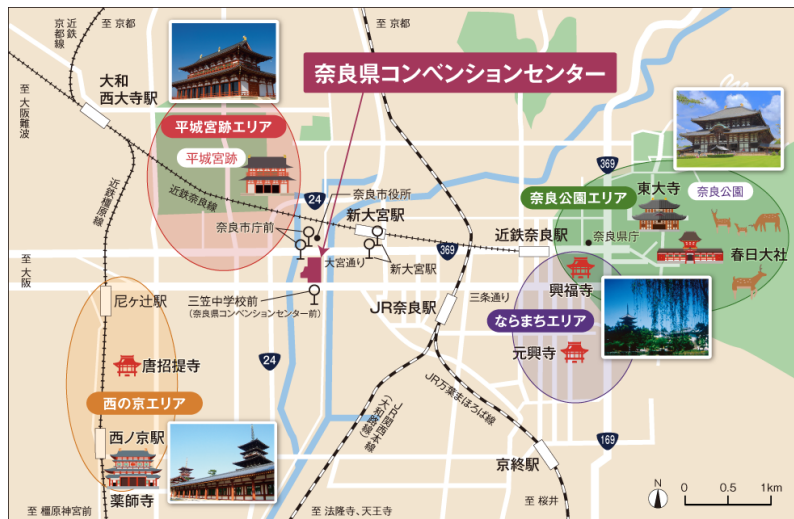 近鉄
京都線
至 京都
至 京都
奈良県コンベンションセンター
大和
西大寺駅
至 大阪難波
平城宮跡エリア
平城宮跡
近鉄奈良線
近鉄橿原線
24
奈良市役所
奈良市庁前
新大宮駅
369
369
奈良公園エリア
東大寺
奈良公園
近鉄奈良駅
奈良県庁
春日大社
至 大阪
大宮通り
新大宮駅
興福寺
尼ヶ辻駅
三笠中学校前
(奈良県コンベンションセンター前)
JR奈良駅
三条通り
ならまちエリア
元興寺
24
唐招提寺
西の京エリア
西ノ京駅
薬師寺
JR関西本線
(大和路線)
JR万葉まほろば線
京終駅
169
N
0 0.5 1km
至 橿原神宮前
至 法隆寺、天王寺
至 桜井